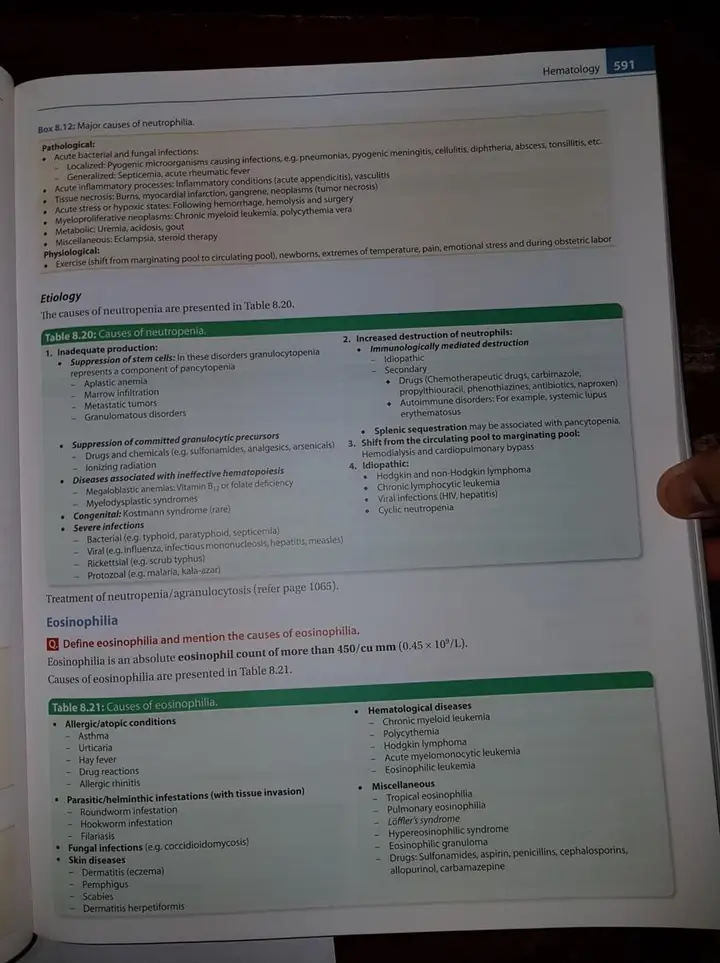 Hematology 591
Box 8.12: Major causes of neutrophilia.
Pathological:
• Acute bacterial and fungal infections:
– Localized: Pyogenic microorganisms causing infections, e.g. pneumonias, pyogenic meningitis, cellulitis, diphtheria, abscess, tonsillitis, etc.
– Generalized: Septicemia, acute rheumatic fever
• Acute inflammatory processes: Inflammatory conditions (acute appendicitis), vasculitis
• Tissue necrosis: Burns, myocardial infarction, gangrene, neoplasms (tumor necrosis)
• Acute stress or hypoxic states: Following hemorrhage, hemolysis and surgery
• Myeloproliferative neoplasms: Chronic myeloid leukemia, polycythemia vera
• Metabolic: Uremia, acidosis, gout
• Miscellaneous: Eclampsia, steroid therapy
Physiological:
• Exercise (shift from marginating pool to circulating pool), newborns, extremes of temperature, pain, emotional stress and during obstetric labor
Etiology
The causes of neutropenia are presented in Table 8.20.
Table 8.20: Causes of neutropenia.
1. Inadequate production:
• Suppression of stem cells: In these disorders granulocytopenia
represents a component of pancytopenia
– Aplastic anemia
– Marrow infiltration
– Metastatic tumors
– Granulomatous disorders
• Suppression of committed granulocytic precursors
– Drugs and chemicals (e.g. sulfonamides, analgesics, arsenicals)
– Ionizing radiation
• Diseases associated with ineffective hematopoiesis
– Megaloblastic anemias: Vitamin B12 or folate deficiency
– Myelodysplastic syndromes
• Congenital: Kostmann syndrome (rare)
• Severe infections
– Bacterial (e.g. typhoid, paratyphoid, septicemia)
– Viral (e.g. influenza, infectious mononucleosis, hepatitis, measles)
– Rickettsial (e.g. scrub typhus)
– Protozoal (e.g. malaria, kala-azar)
2. Increased destruction of neutrophils:
• Immunologically mediated destruction
– Idiopathic
– Secondary
♦ Drugs (Chemotherapeutic drugs, carbimazole,
propylthiouracil, phenothiazines, antibiotics, naproxen)
♦ Autoimmune disorders: For example, systemic lupus
erythematosus
• Splenic sequestration may be associated with pancytopenia.
3. Shift from the circulating pool to marginating pool:
Hemodialysis and cardiopulmonary bypass
4. Idiopathic:
• Hodgkin and non-Hodgkin lymphoma
• Chronic lymphocytic leukemia
• Viral infections (HIV, hepatitis)
• Cyclic neutropenia
Treatment of neutropenia/agranulocytosis (refer page 1065).
Eosinophilia
Q. Define eosinophilia and mention the causes of eosinophilia.
Eosinophilia is an absolute eosinophil count of more than 450/cu mm (0.45 × 10⁹/L).
Causes of eosinophilia are presented in Table 8.21.
Table 8.21: Causes of eosinophilia.
• Allergic/atopic conditions
– Asthma
– Urticaria
– Hay fever
– Drug reactions
– Allergic rhinitis
• Parasitic/helminthic infestations (with tissue invasion)
– Roundworm infestation
– Hookworm infestation
– Filariasis
• Fungal infections (e.g. coccidioidomycosis)
• Skin diseases
– Dermatitis (eczema)
– Pemphigus
– Scabies
– Dermatitis herpetiformis
• Hematological diseases
– Chronic myeloid leukemia
– Polycythemia
– Hodgkin lymphoma
– Acute myelomonocytic leukemia
– Eosinophilic leukemia
• Miscellaneous
– Tropical eosinophilia
– Pulmonary eosinophilia
– Löffler's syndrome
– Hypereosinophilic syndrome
– Eosinophilic granuloma
– Drugs: Sulfonamides, aspirin, penicillins, cephalosporins,
allopurinol, carbamazepine